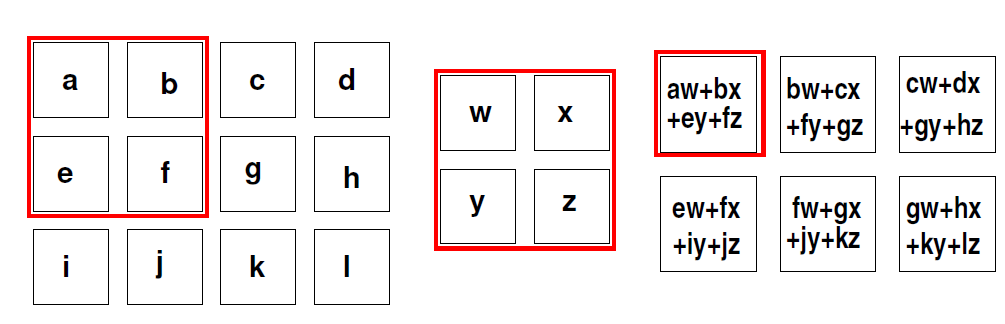 a b c d
e f g h
i j k l
w x
y z
aw+bx
+ey+fz
bw+cx
+fy+gz
cw+dx
+gy+hz
ew+fx
+iy+jz
fw+gx
+jy+kz
gw+hx
+ky+lz